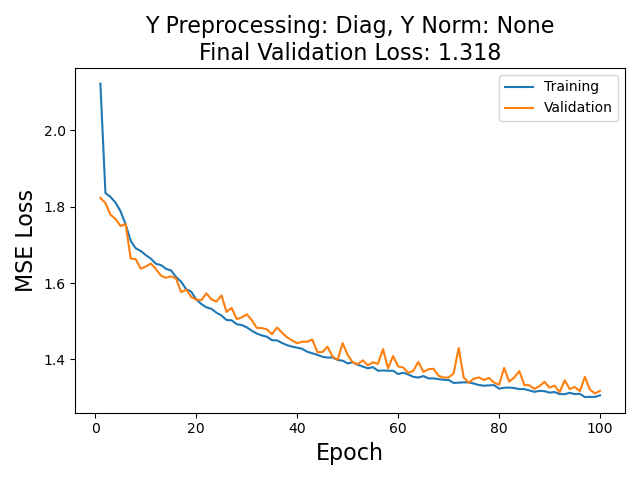 Y Preprocessing: Diag, Y Norm: None
Final Validation Loss: 1.318
Training
Validation
MSE Loss
2.0
1.8
1.6
1.4
0
20
40
60
80
100
Epoch